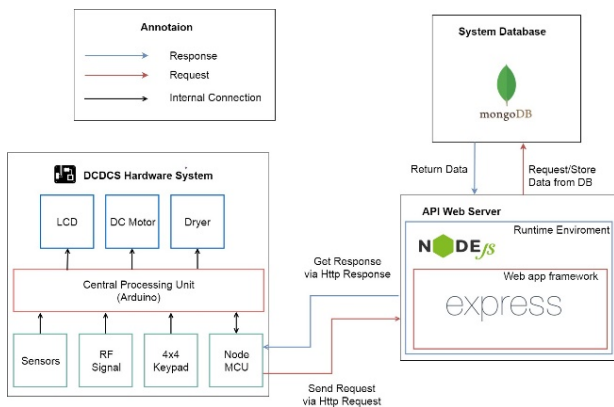 Annotaion
Response
Request
Internal Connection
System Database
mongoDB
Return Data
Request/Store
Data from DB
DCDCS Hardware System
LCD
DC Motor
Dryer
Central Processing Unit
(Arduino)
Sensors
RF
Signal
4x4
Keypad
Node
MCU
Get Response
via Http Response
Send Request
via Http Request
API Web Server
Runtime Enviroment
NODE js
Web app framework
express